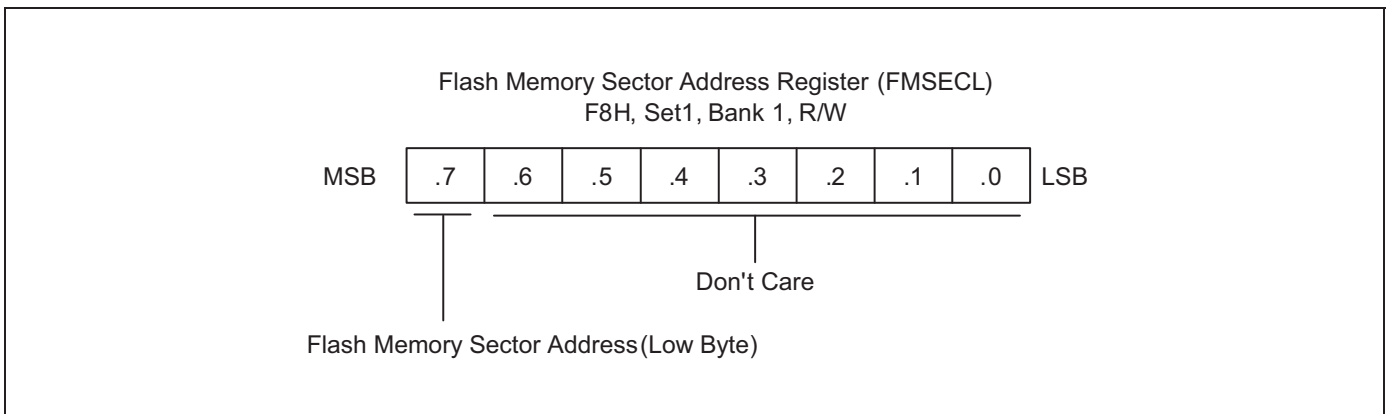 Flash Memory Sector Address Register (FMSECL)
F8H, Set1, Bank 1, R/W
MSB .7 .6 .5 .4 .3 .2 .1 .0 LSB
Don't Care
Flash Memory Sector Address(Low Byte)